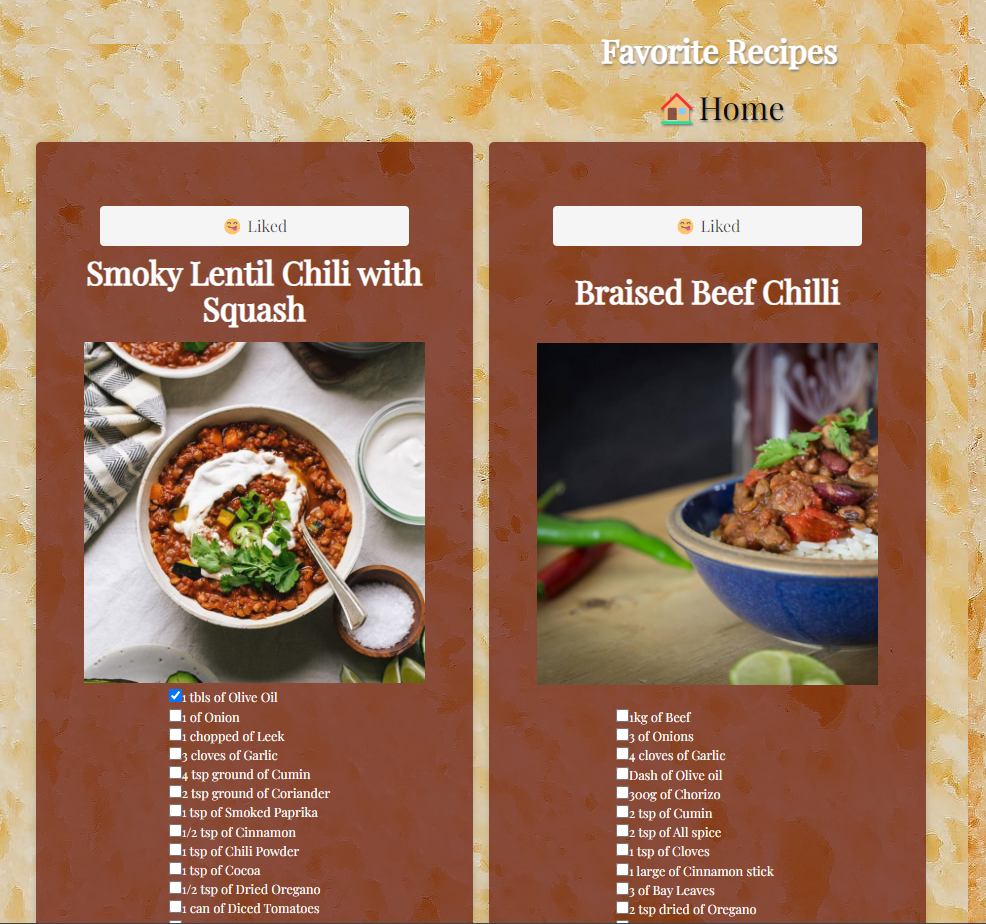 Favorite Recipes
Home
Liked
Smoky Lentil Chili with
Squash
1 tbls of Olive Oil
1 of Onion
1 chopped of Leek
3 cloves of Garlic
4 tsp ground of Cumin
2 tsp ground of Coriander
1 tsp of Smoked Paprika
1/2 tsp of Cinnamon
1 tsp of Chili Powder
1 tsp of Cocoa
1/2 tsp of Dried Oregano
1 can of Diced Tomatoes
Liked
Braised Beef Chilli
1kg of Beef
3 of Onions
4 cloves of Garlic
Dash of Olive oil
300g of Chorizo
2 tsp of Cumin
2 tsp of All spice
1 tsp of Cloves
1 large of Cinnamon stick
3 of Bay Leaves
2 tsp dried of Oregano